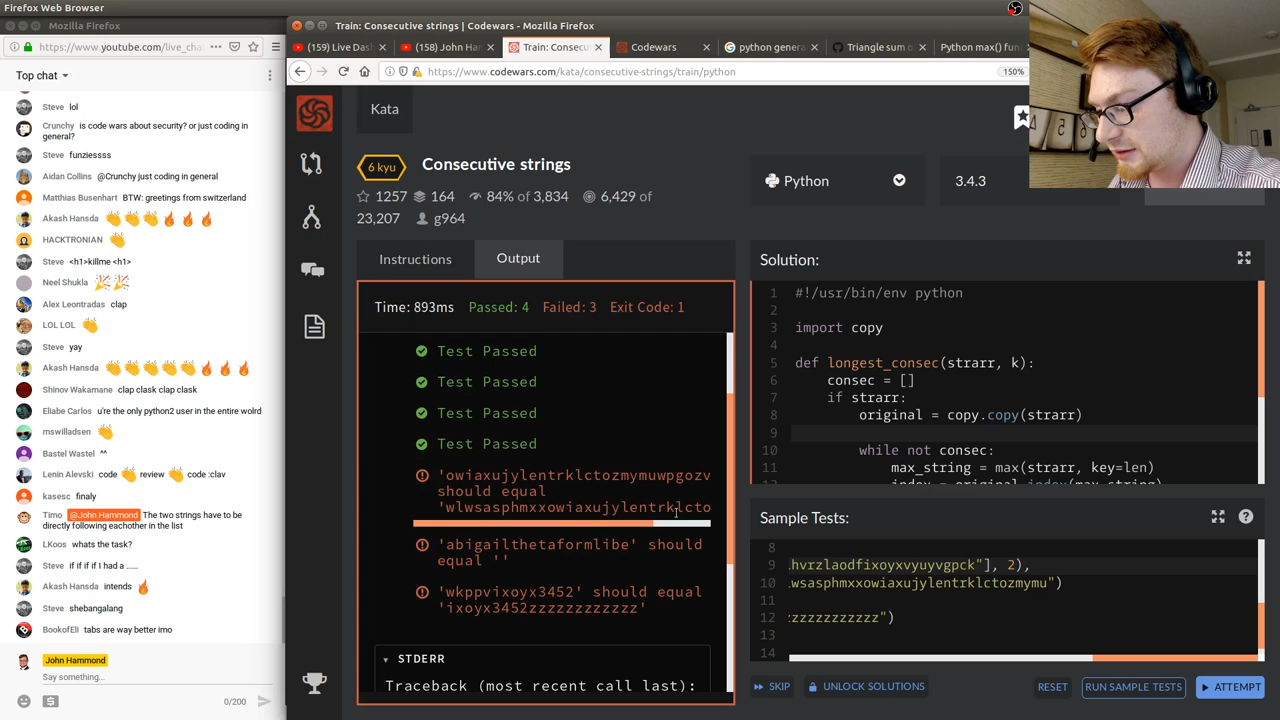 Firefox Web Browser
Mozilla Firefox
https://www.youtube.com/live_cha
Top chat
Steve lol
Crunchy is code wars about security? or just coding in
general?
Steve funziessss
Aidan Collins @Crunchy just coding in general
Matthias Busenhart BTW: greetings from switzerland
Akash Hansda 👏👏👏🔥🔥🔥
HACKTRONIAN 👏
Steve <h1>killme <h1>
Neel Shukla 🎉🎉
Alex Leontradas clap
LOL LOL 👏
Steve yay
Akash Hansda 👏👏👏👏👏🔥🔥🔥
Shinov Wakamane clap clask clap clask
Eliabe Carlos u're the only python2 user in the entire wolrd
mswilladsen 👏
Bastel Wastel ^^
Lenin Alevski code 👏 review 👏 code :clav
kasesc finaly
Timo @John Hammond The two strings have to be
directly following eachother in the list
LKoos whats the task?
Steve if if if if I had a ......
Akash Hansda intends 🔥
Steve shebangalang
BookofEli tabs are way better imo
John Hammond
Say something...
0/200
Train: Consecutive strings | Codewars - Mozilla Firefox
(159) Live Das
(158) John Har
Train: Consecu
Codewars
python genera
Triangle sum o
Python max() fun
https://www.codewars.com/kata/consecutive-strings/train/python
150%
Kata
6 kyu
Consecutive strings
1257 164 84% of 3,834 6,429 of
23,207 g964
Python
3.4.3
Instructions
Output
Time: 893ms Passed: 4 Failed: 3 Exit Code: 1
Test Passed
Test Passed
Test Passed
Test Passed
'owiaxujylentrklctozmymuwpgozv
should equal
'wlwsasphmxxowiaxujylentrklcto
'abigailthetaformlibe' should
equal ''
'wkppvixoyx3452' should equal
'ixoyx3452zzzzzzzzzzzz'
STDERR
Traceback (most recent call last):
Solution:
1 #!/usr/bin/env python
2
3 import copy
4
5 def longest_consec(strarr, k):
6 consec = []
7 if strarr:
8 original = copy.copy(strarr)
9
10 while not consec:
11 max_string = max(strarr, key=len)
index = original.index(max_string)
Sample Tests:
8
9 hvrzlaodfixoyxvyuyvgpck"], 2),
10 lwsasphmxxowiaxujylentrklctozmymu")
11
12 zzzzzzzzzzz")
13
14
SKIP
UNLOCK SOLUTIONS
RESET
RUN SAMPLE TESTS
ATTEMPT